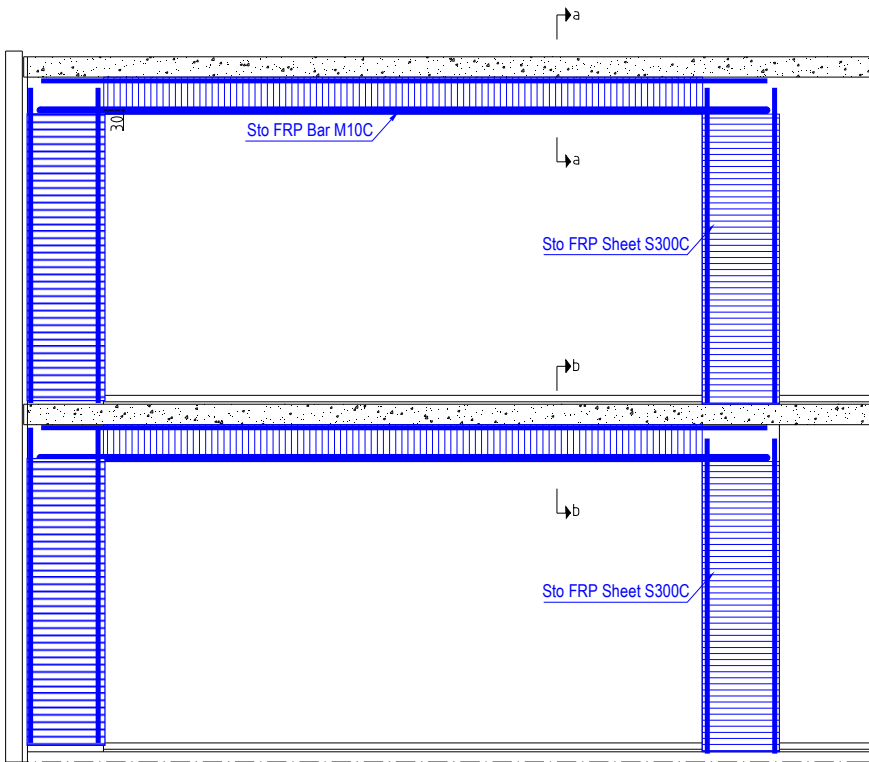 a
30
Sto FRP Bar M10C
a
Sto FRP Sheet S300C
b
b
Sto FRP Sheet S300C